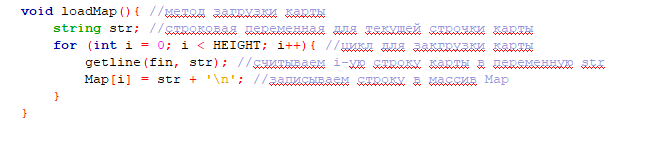 void loadMap(){ //метод загрузки карты
string str; //строковая переменная для текущей строчки карты
for (int i = 0; i < HEIGHT; i++){ //цикл для закгрузки карты
getline(fin, str); //считываем i-ую строку карты в переменную str
Map[i] = str + '\n'; //записываем строку в массив Map
}
}